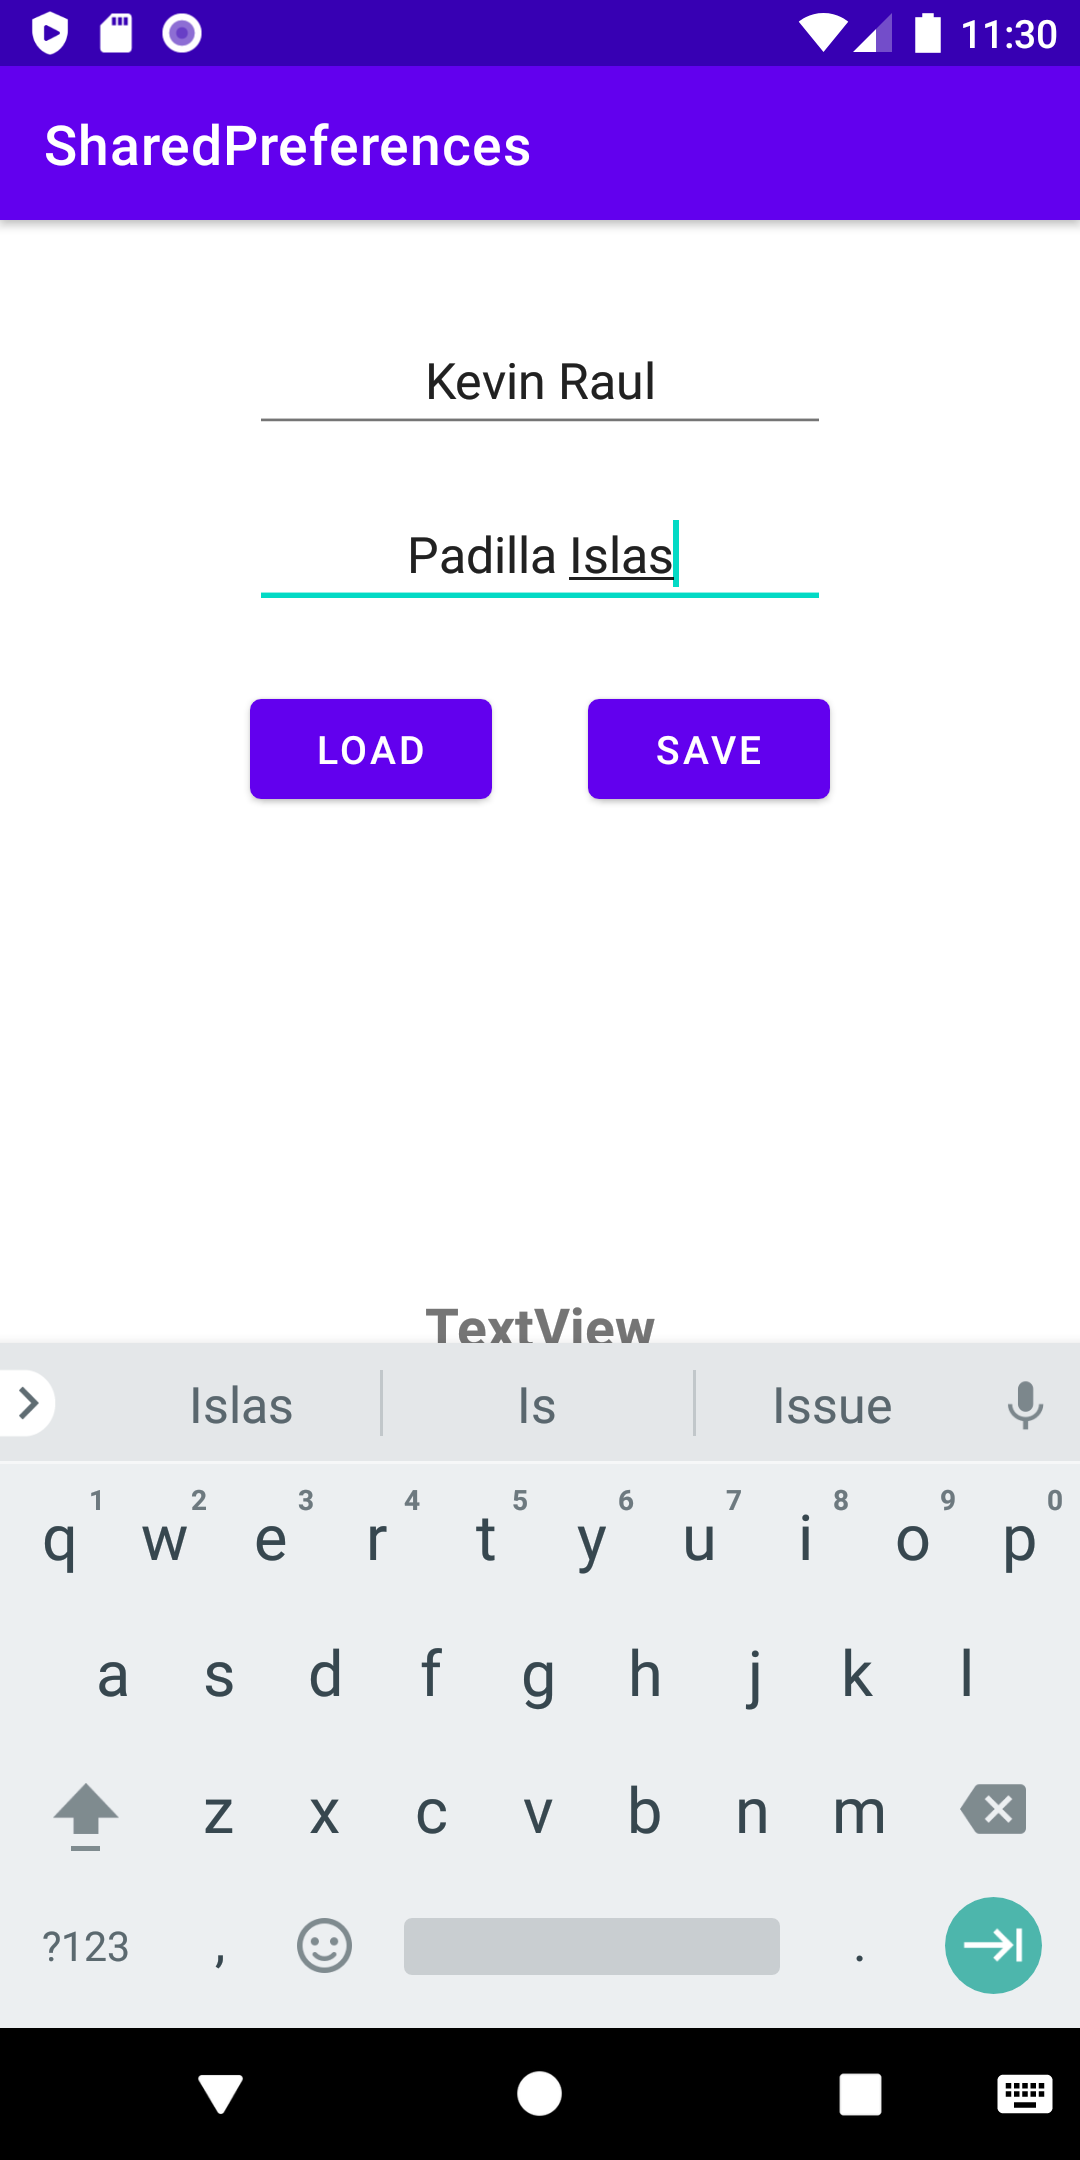 11:30
SharedPreferences
Kevin Raul
Padilla Islas
LOAD SAVE
TextView
Islas Is Issue
1 2 3 4 5 6 7 8 9 0
q w e r t y u i o p
a s d f g h j k l
z x c v b n m
?123 , .